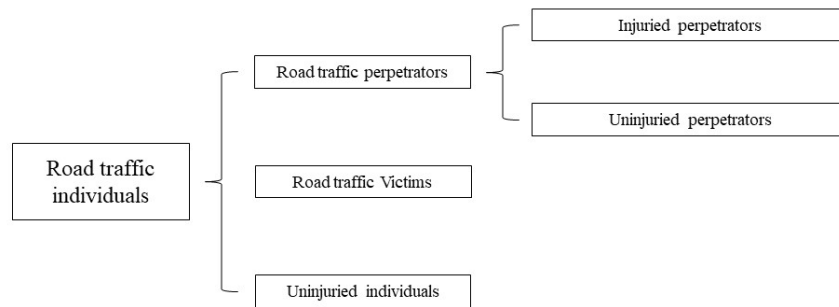 Injuried perpetrators
Road traffic perpetrators
Uninjuried perpetrators
Road traffic
individuals
Road traffic Victims
Uninjuried individuals